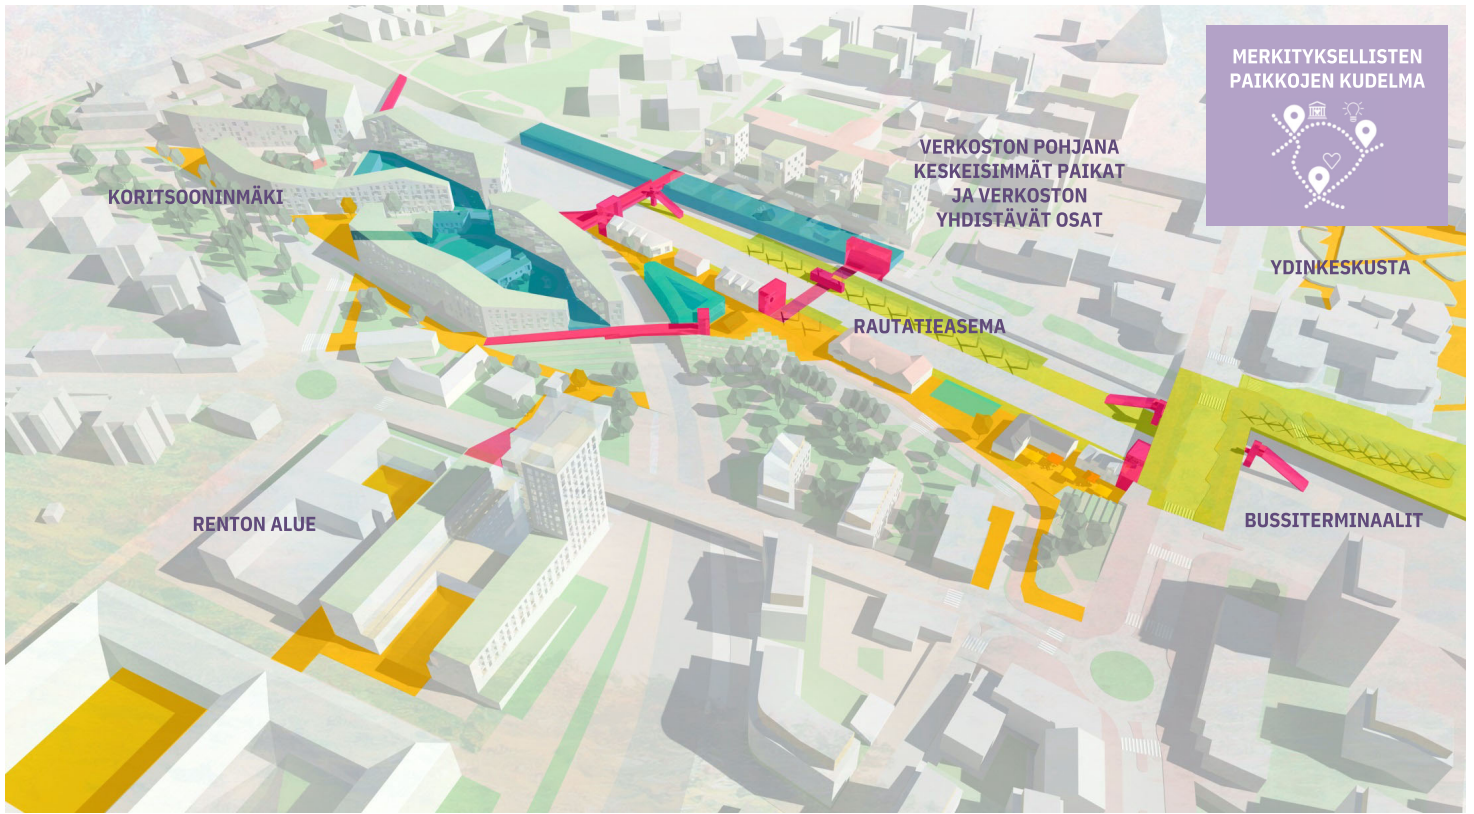 MERKITYKSELLISTEN
PAIKKOJEN KUDELMA
VERKOSTON POHJANA
KESKEISIMMÄT PAIKAT
JA VERKOSTON
YHDISTÄVÄT OSAT
KORITSOONINMÄKI
YDINKESKUSTA
RAUTATIEASEMA
RENTON ALUE
BUSSITERMINAALIT